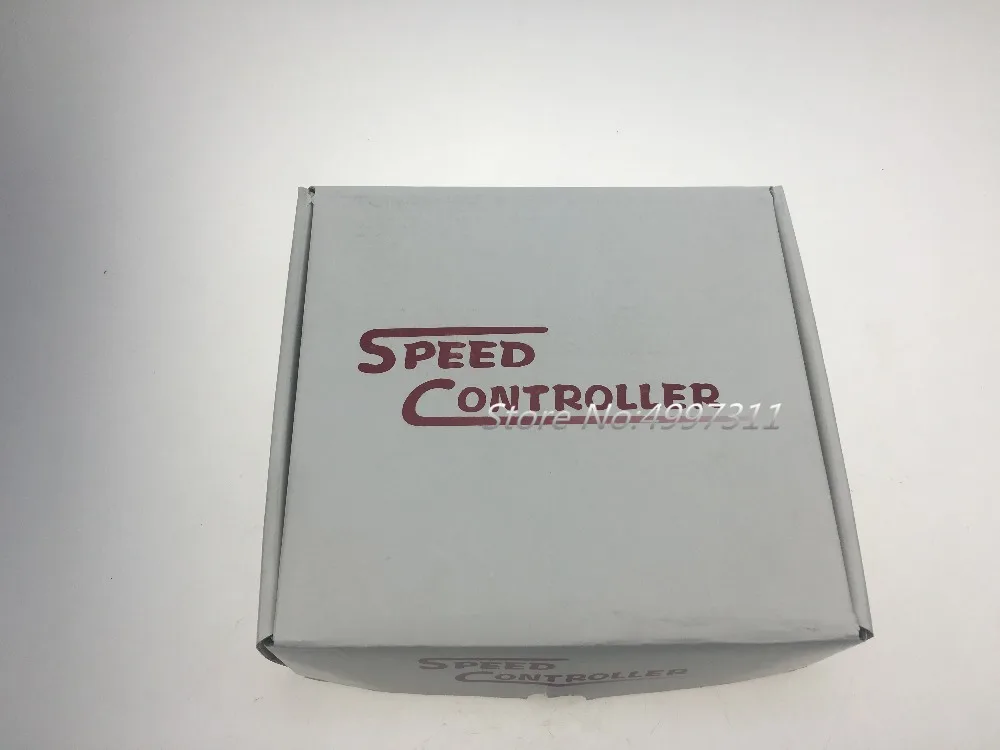 SPEED
CONTROLLER
Store No:4997311
SPEED
CONTROLLER